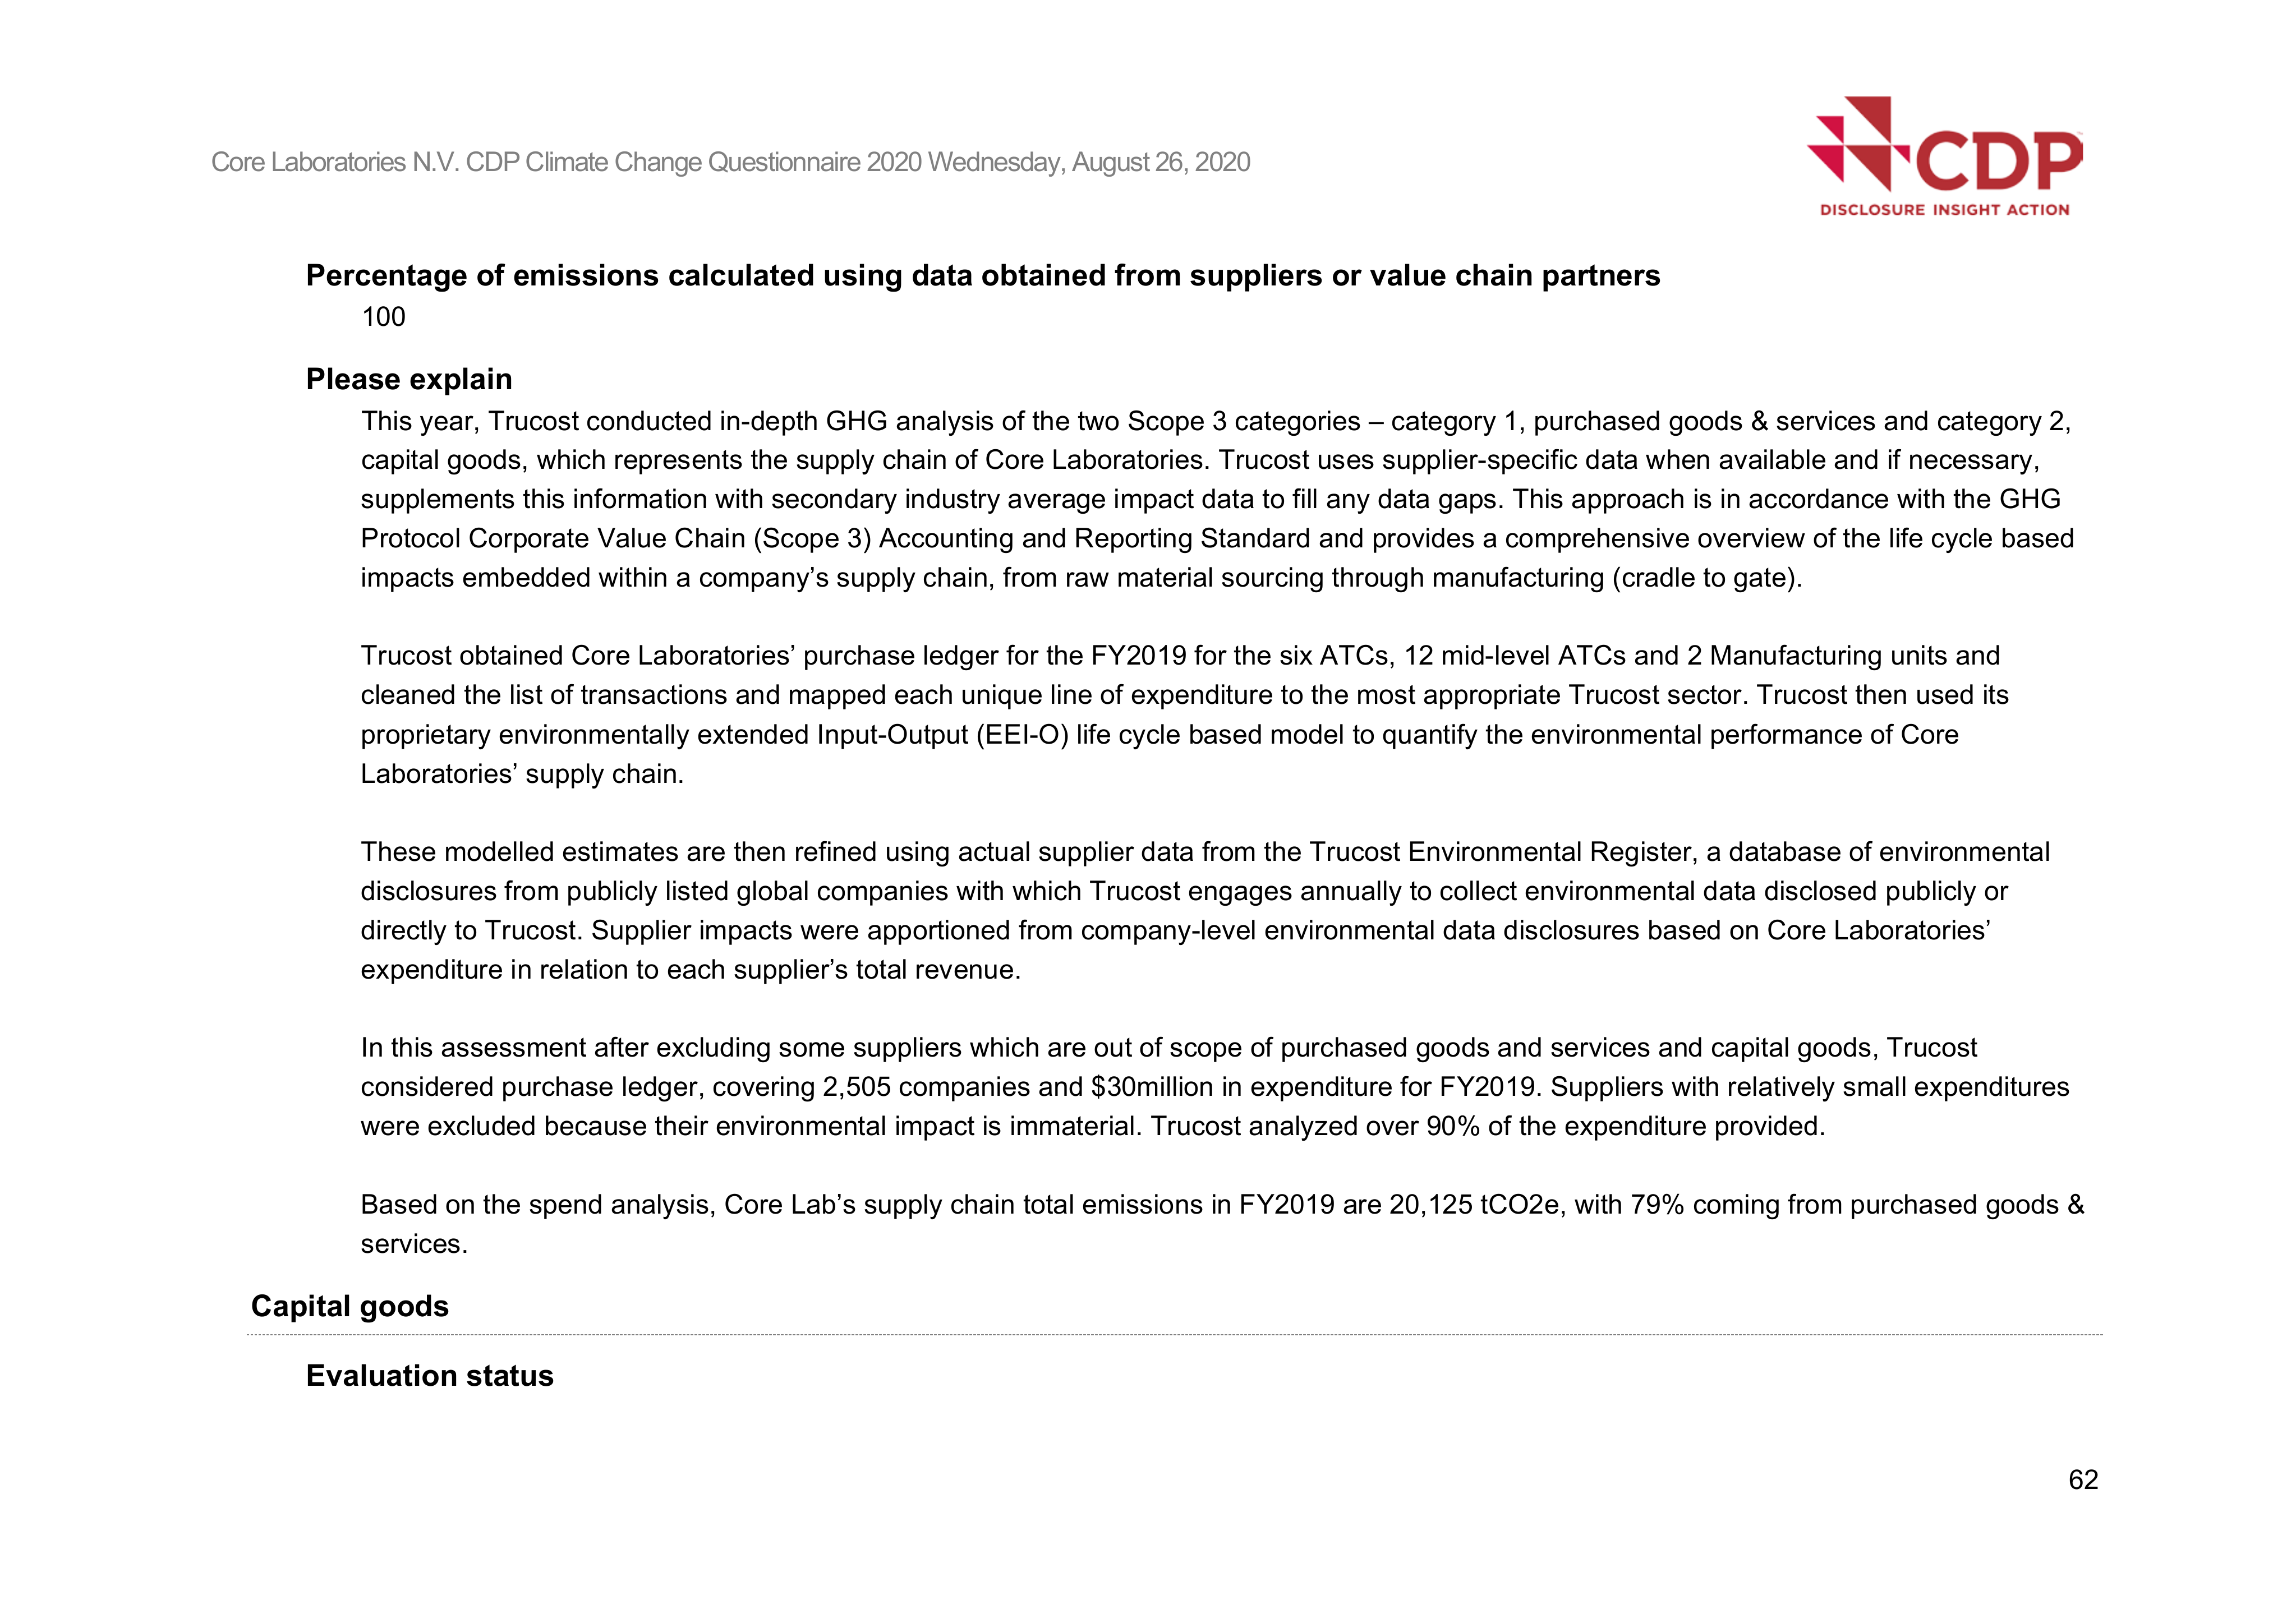 Core Laboratories N.V. CDP Climate Change Questionnaire 2020 Wednesday, August 26, 2020
CDP
DISCLOSURE INSIGHT ACTION
Percentage of emissions calculated using data obtained from suppliers or value chain partners
100
Please explain
This year, Trucost conducted in-depth GHG analysis of the two Scope 3 categories – category 1, purchased goods & services and category 2,
capital goods, which represents the supply chain of Core Laboratories. Trucost uses supplier-specific data when available and if necessary,
supplements this information with secondary industry average impact data to fill any data gaps. This approach is in accordance with the GHG
Protocol Corporate Value Chain (Scope 3) Accounting and Reporting Standard and provides a comprehensive overview of the life cycle based
impacts embedded within a company’s supply chain, from raw material sourcing through manufacturing (cradle to gate).
Trucost obtained Core Laboratories’ purchase ledger for the FY2019 for the six ATCs, 12 mid-level ATCs and 2 Manufacturing units and
cleaned the list of transactions and mapped each unique line of expenditure to the most appropriate Trucost sector. Trucost then used its
proprietary environmentally extended Input-Output (EEI-O) life cycle based model to quantify the environmental performance of Core
Laboratories’ supply chain.
These modelled estimates are then refined using actual supplier data from the Trucost Environmental Register, a database of environmental
disclosures from publicly listed global companies with which Trucost engages annually to collect environmental data disclosed publicly or
directly to Trucost. Supplier impacts were apportioned from company-level environmental data disclosures based on Core Laboratories’
expenditure in relation to each supplier’s total revenue.
In this assessment after excluding some suppliers which are out of scope of purchased goods and services and capital goods, Trucost
considered purchase ledger, covering 2,505 companies and $30million in expenditure for FY2019. Suppliers with relatively small expenditures
were excluded because their environmental impact is immaterial. Trucost analyzed over 90% of the expenditure provided.
Based on the spend analysis, Core Lab’s supply chain total emissions in FY2019 are 20,125 tCO2e, with 79% coming from purchased goods &
services.
Capital goods
Evaluation status
62